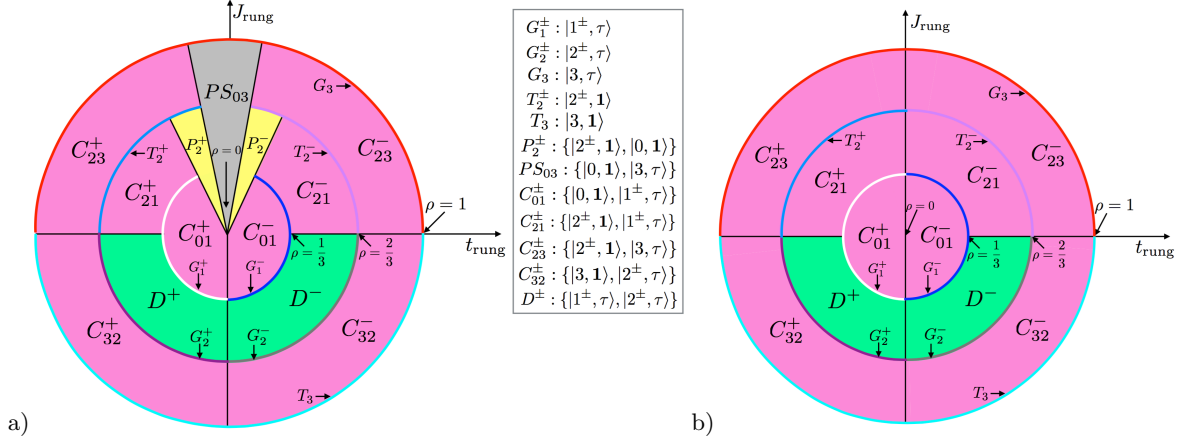 J_rung
PS_03
G_3
C_23^+
C_23^-
T_2^+
P_2^+
ρ=0
P_2^-
T_2^-
C_21^+
C_21^-
ρ = 1
C_01^+
C_01^-
t_rung
ρ = 1/3
ρ = 2/3
G_1^+
G_1^-
D^+
D^-
C_32^+
C_32^-
G_2^+
G_2^-
T_3
a)
G_1^± : |1^±, τ⟩
G_2^± : |2^±, τ⟩
G_3 : |3, τ⟩
T_2^± : |2^±, 1⟩
T_3 : |3, 1⟩
P_2^± : {|2^±, 1⟩, |0, 1⟩}
PS_03 : {|0, 1⟩, |3, τ⟩}
C_01^± : {|0, 1⟩, |1^±, τ⟩}
C_21^± : {|2^±, 1⟩, |1^±, τ⟩}
C_23^± : {|2^±, 1⟩, |3, τ⟩}
C_32^± : {|3, 1⟩, |2^±, τ⟩}
D^± : {|1^±, τ⟩, |2^±, τ⟩}
J_rung
G_3
C_23^+
C_23^-
T_2^+
T_2^-
C_21^+
C_21^-
ρ=0
ρ = 1
C_01^+
C_01^-
t_rung
ρ = 1/3
ρ = 2/3
G_1^+
G_1^-
D^+
D^-
C_32^+
C_32^-
G_2^+
G_2^-
T_3
b)